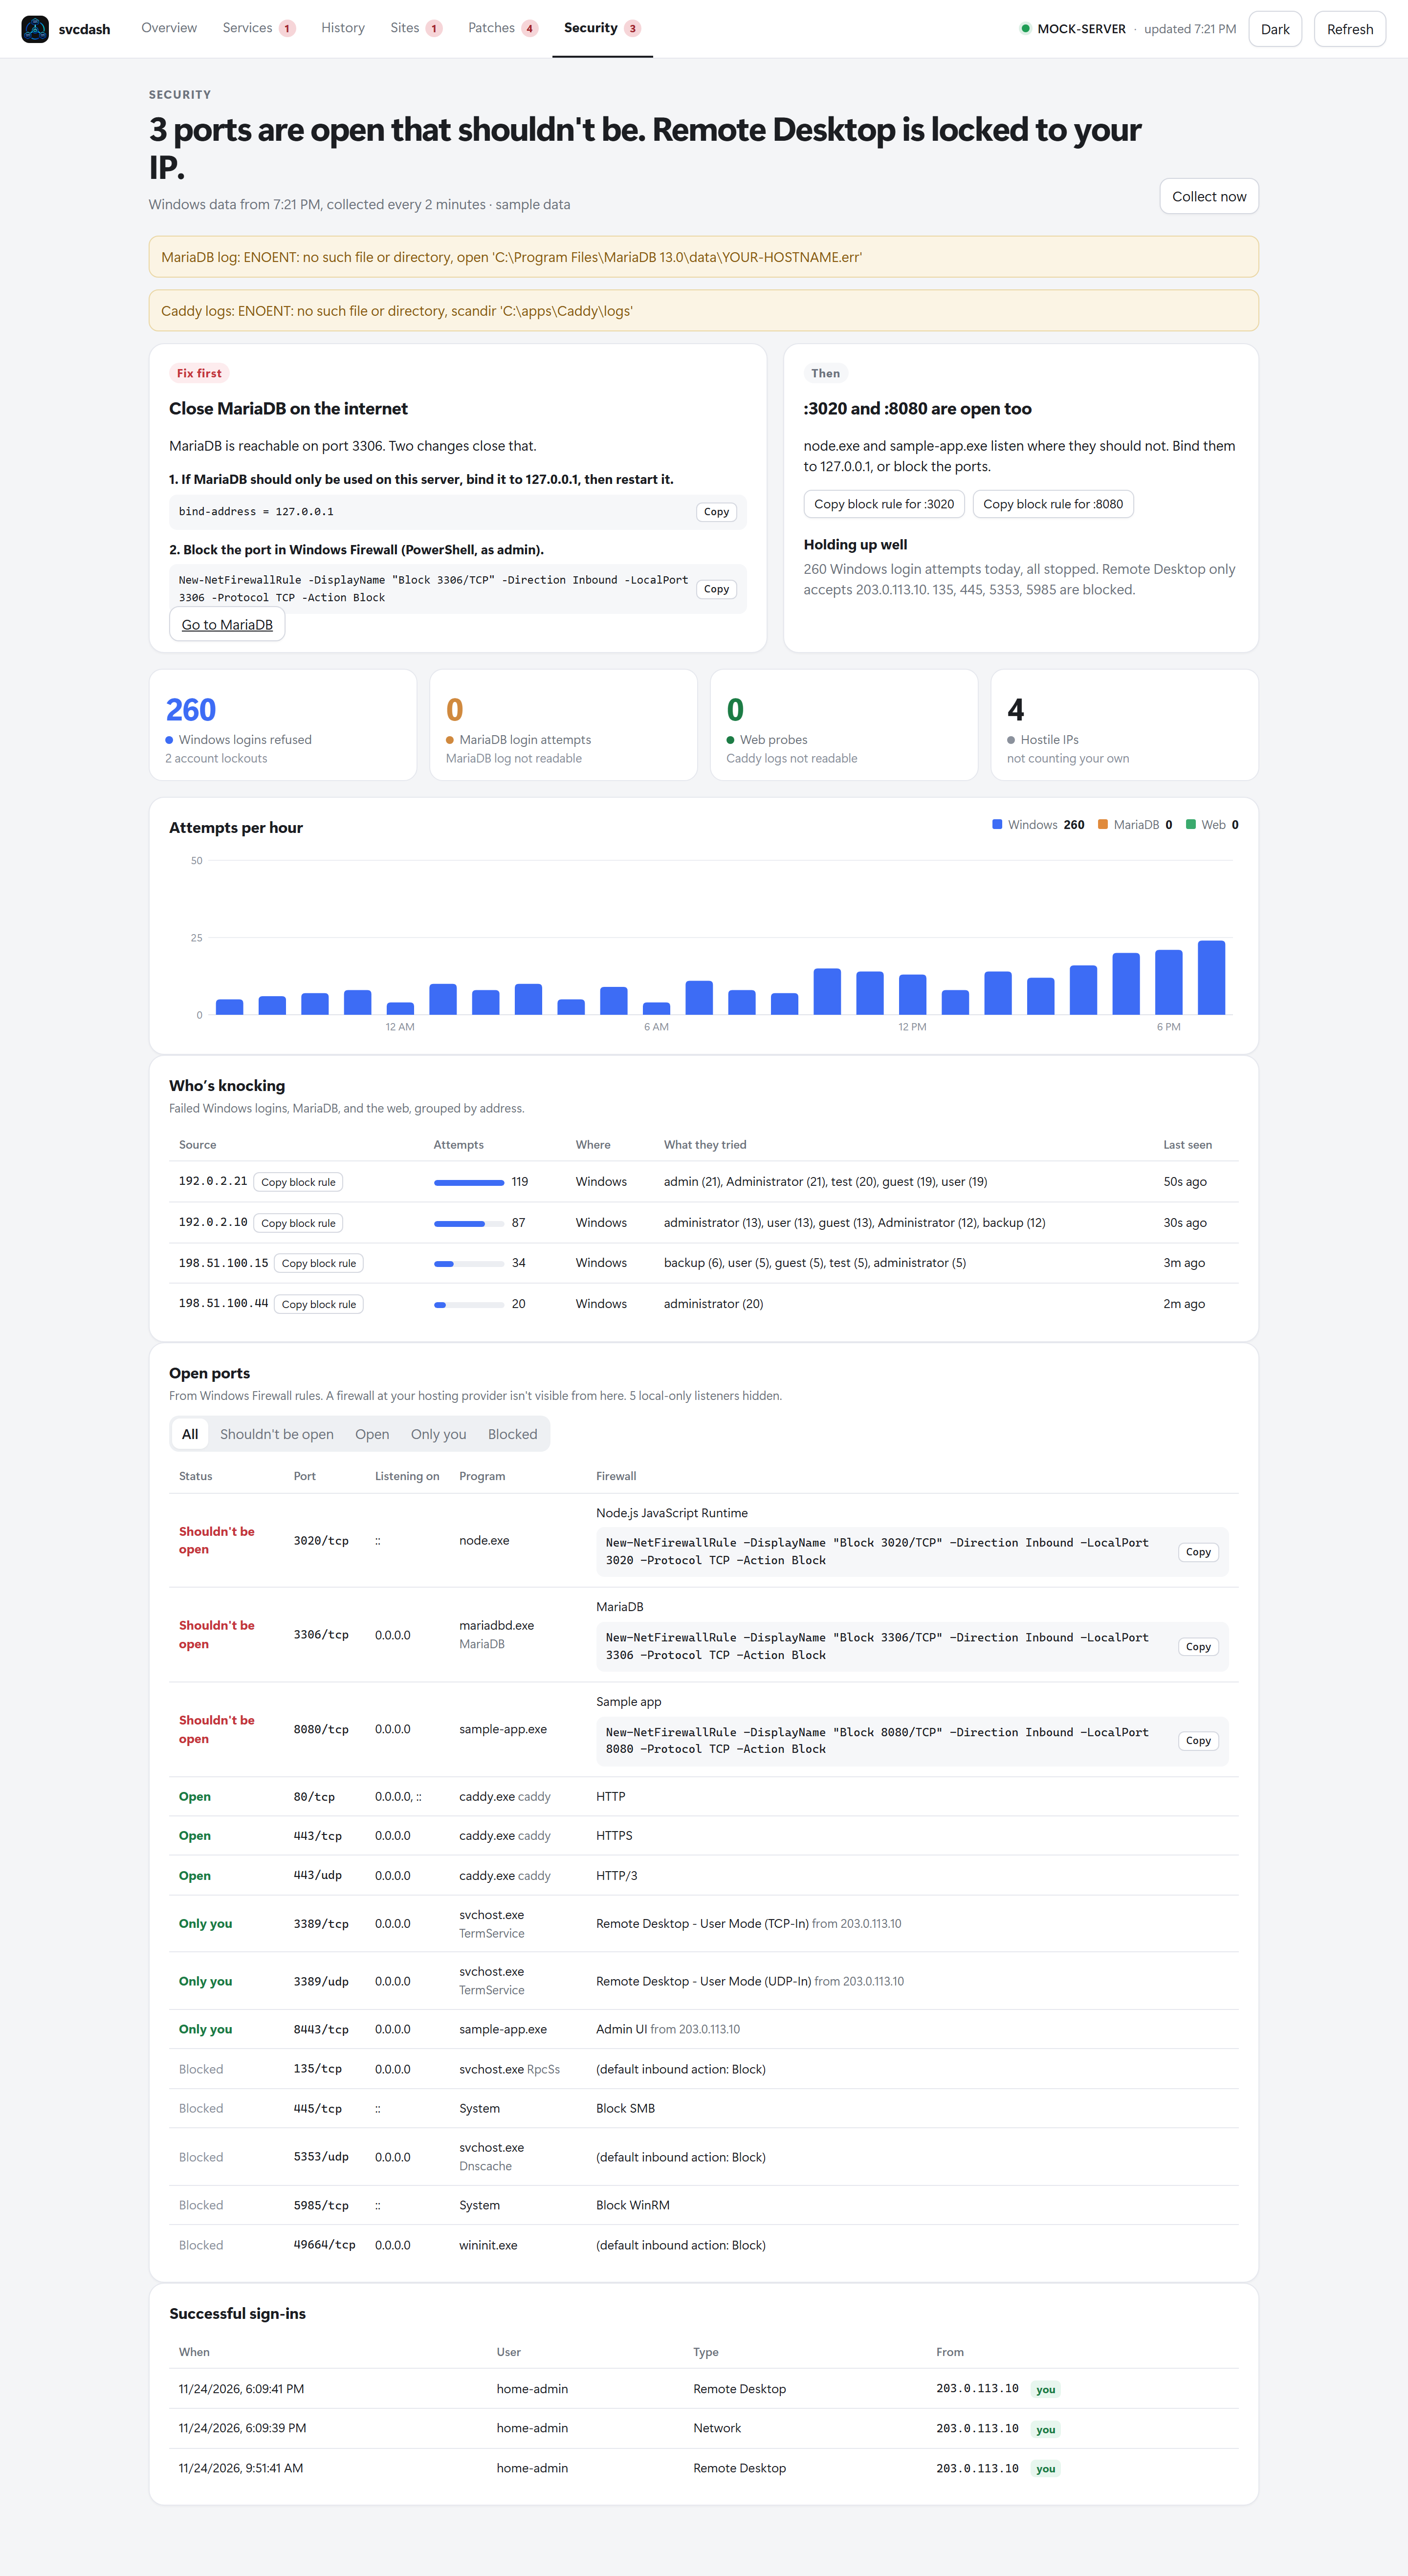 svcdash Overview Services 1 History Sites 1 Patches 4 Security 3 MOCK-SERVER · updated 7:21 PM Dark Refresh
SECURITY
3 ports are open that shouldn't be. Remote Desktop is locked to your
IP.
Windows data from 7:21 PM, collected every 2 minutes · sample data
Collect now
MariaDB log: ENOENT: no such file or directory, open 'C:\Program Files\MariaDB 13.0\data\YOUR-HOSTNAME.err'
Caddy logs: ENOENT: no such file or directory, scandir 'C:\apps\Caddy\logs'
Fix first
Close MariaDB on the internet
MariaDB is reachable on port 3306. Two changes close that.
1. If MariaDB should only be used on this server, bind it to 127.0.0.1, then restart it.
bind-address = 127.0.0.1 Copy
2. Block the port in Windows Firewall (PowerShell, as admin).
New-NetFirewallRule -DisplayName "Block 3306/TCP" -Direction Inbound -LocalPort
3306 -Protocol TCP -Action Block
Copy
Go to MariaDB
Then
:3020 and :8080 are open too
node.exe and sample-app.exe listen where they should not. Bind them
to 127.0.0.1, or block the ports.
Copy block rule for :3020 Copy block rule for :8080
Holding up well
260 Windows login attempts today, all stopped. Remote Desktop only
accepts 203.0.113.10. 135, 445, 5353, 5985 are blocked.
260
Windows logins refused
2 account lockouts
0
MariaDB login attempts
MariaDB log not readable
0
Web probes
Caddy logs not readable
4
Hostile IPs
not counting your own
Attempts per hour
Windows 260 MariaDB 0 Web 0
50
25
0
12 AM 6 AM 12 PM 6 PM
Who's knocking
Failed Windows logins, MariaDB, and the web, grouped by address.
Source Attempts Where What they tried Last seen
192.0.2.21 Copy block rule 119 Windows admin (21), Administrator (21), test (20), guest (19), user (19) 50s ago
192.0.2.10 Copy block rule 87 Windows administrator (13), user (13), guest (13), Administrator (12), backup (12) 30s ago
198.51.100.15 Copy block rule 34 Windows backup (6), user (5), guest (5), test (5), administrator (5) 3m ago
198.51.100.44 Copy block rule 20 Windows administrator (20) 2m ago
Open ports
From Windows Firewall rules. A firewall at your hosting provider isn't visible from here. 5 local-only listeners hidden.
All Shouldn't be open Open Only you Blocked
Status Port Listening on Program Firewall
Shouldn't be
open
3020/tcp :: node.exe
Node.js JavaScript Runtime
New-NetFirewallRule -DisplayName "Block 3020/TCP" -Direction Inbound -LocalPort
3020 -Protocol TCP -Action Block
Copy
Shouldn't be
open
3306/tcp 0.0.0.0
mariadbd.exe
MariaDB
MariaDB
New-NetFirewallRule -DisplayName "Block 3306/TCP" -Direction Inbound -LocalPort
3306 -Protocol TCP -Action Block
Copy
Shouldn't be
open
8080/tcp 0.0.0.0 sample-app.exe
Sample app
New-NetFirewallRule -DisplayName "Block 8080/TCP" -Direction Inbound -LocalPort
8080 -Protocol TCP -Action Block
Copy
Open 80/tcp 0.0.0.0, :: caddy.exe caddy HTTP
Open 443/tcp 0.0.0.0 caddy.exe caddy HTTPS
Open 443/udp 0.0.0.0 caddy.exe caddy HTTP/3
Only you 3389/tcp 0.0.0.0
svchost.exe
TermService
Remote Desktop - User Mode (TCP-In) from 203.0.113.10
Only you 3389/udp 0.0.0.0
svchost.exe
TermService
Remote Desktop - User Mode (UDP-In) from 203.0.113.10
Only you 8443/tcp 0.0.0.0 sample-app.exe Admin UI from 203.0.113.10
Blocked 135/tcp 0.0.0.0 svchost.exe RpcSs (default inbound action: Block)
Blocked 445/tcp :: System Block SMB
Blocked 5353/udp 0.0.0.0
svchost.exe
Dnscache
(default inbound action: Block)
Blocked 5985/tcp :: System Block WinRM
Blocked 49664/tcp 0.0.0.0 wininit.exe (default inbound action: Block)
Successful sign-ins
When User Type From
11/24/2026, 6:09:41 PM home-admin Remote Desktop 203.0.113.10 you
11/24/2026, 6:09:39 PM home-admin Network 203.0.113.10 you
11/24/2026, 9:51:41 AM home-admin Remote Desktop 203.0.113.10 you